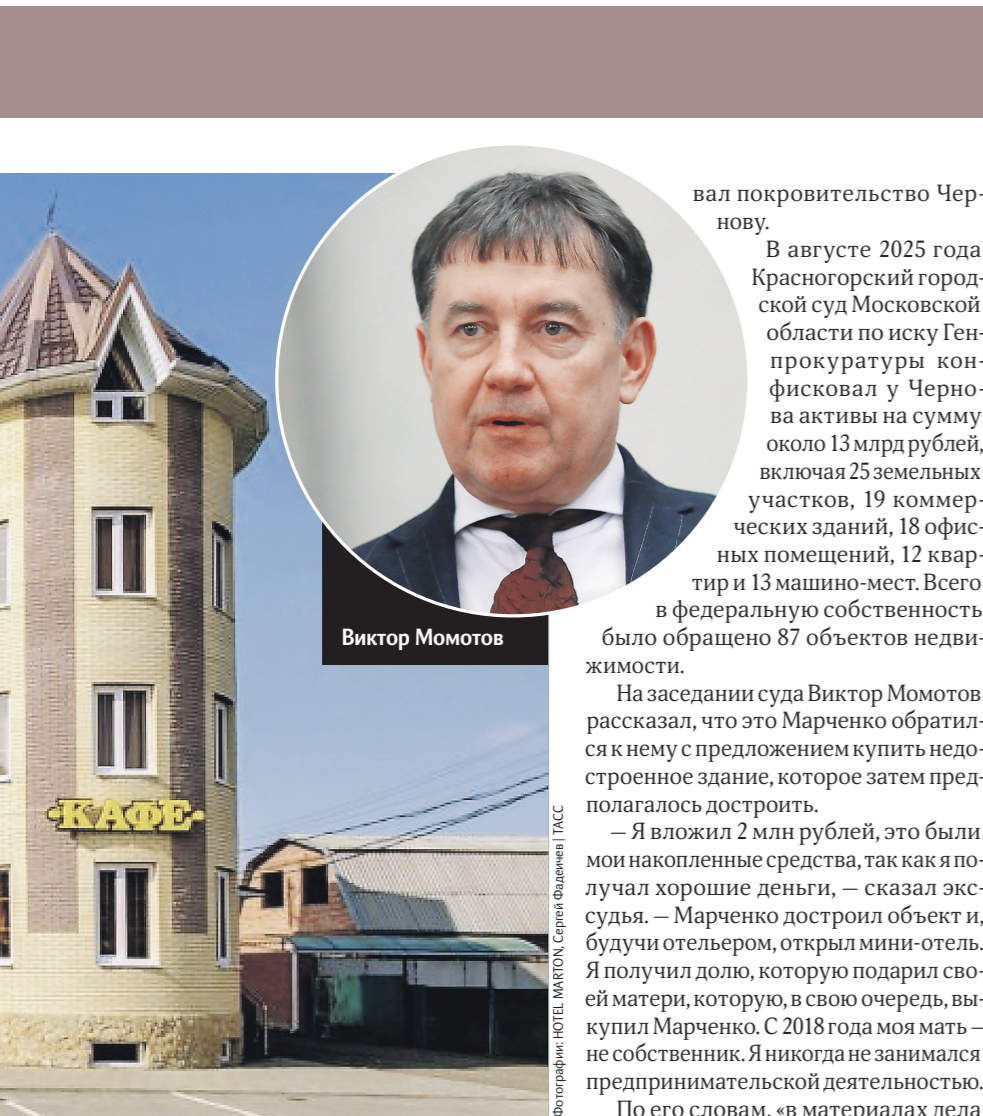 вал покровительство Чер-
нову.
В августе 2025 года
Красногорский город-
ской суд Московской
области по иску Ген-
прокуратуры кон-
фисковал у Черно-
ва активы на сумму
около 13 млрд рублей,
включая 25 земельных
участков, 19 коммер-
ческих зданий, 18 офис-
ных помещений, 12 квар-
тир и 13 машино-мест. Всего
в федеральную собственность
было обращено 87 объектов недви-
жимости.
На заседании суда Виктор Момотов
рассказал, что это Марченко обратил-
ся к нему с предложением купить недо-
строенное здание, которое затем пред-
полагалось достроить.
— Я вложил 2 млн рублей, это были
мои накопленные средства, так как я по-
лучал хорошие деньги, — сказал экс-
судья. — Марченко достроил объект и,
будучи отельером, открыл мини-отель.
Я получил долю, которую подарил сво-
ей матери, которую, в свою очередь, вы-
купил Марченко. С 2018 года моя мать —
не собственник. Я никогда не занимался
предпринимательской деятельностью.
По его словам, «в материалах дела
Виктор Момотов
КАФЕ
Фотографии: HOTEL MARTON, Сергей Фадеичев | ТАСС